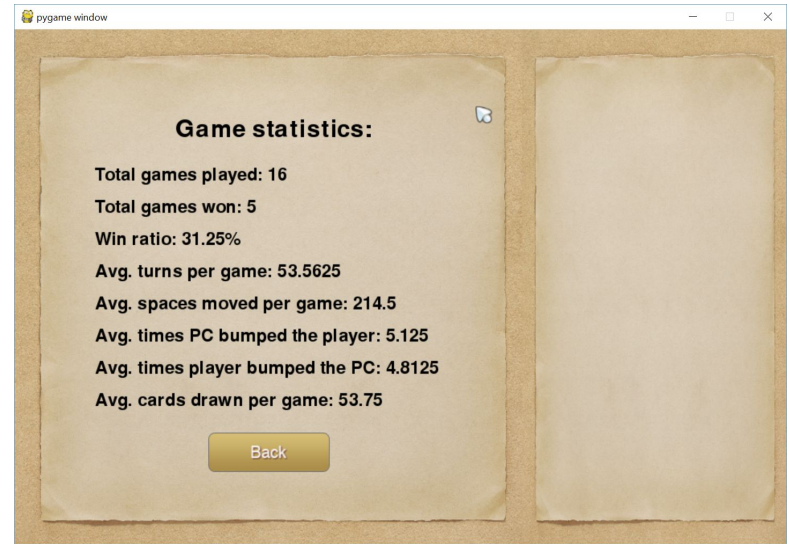 pygame window
Game statistics:
Total games played: 16
Total games won: 5
Win ratio: 31.25%
Avg. turns per game: 53.5625
Avg. spaces moved per game: 214.5
Avg. times PC bumped the player: 5.125
Avg. times player bumped the PC: 4.8125
Avg. cards drawn per game: 53.75
Back